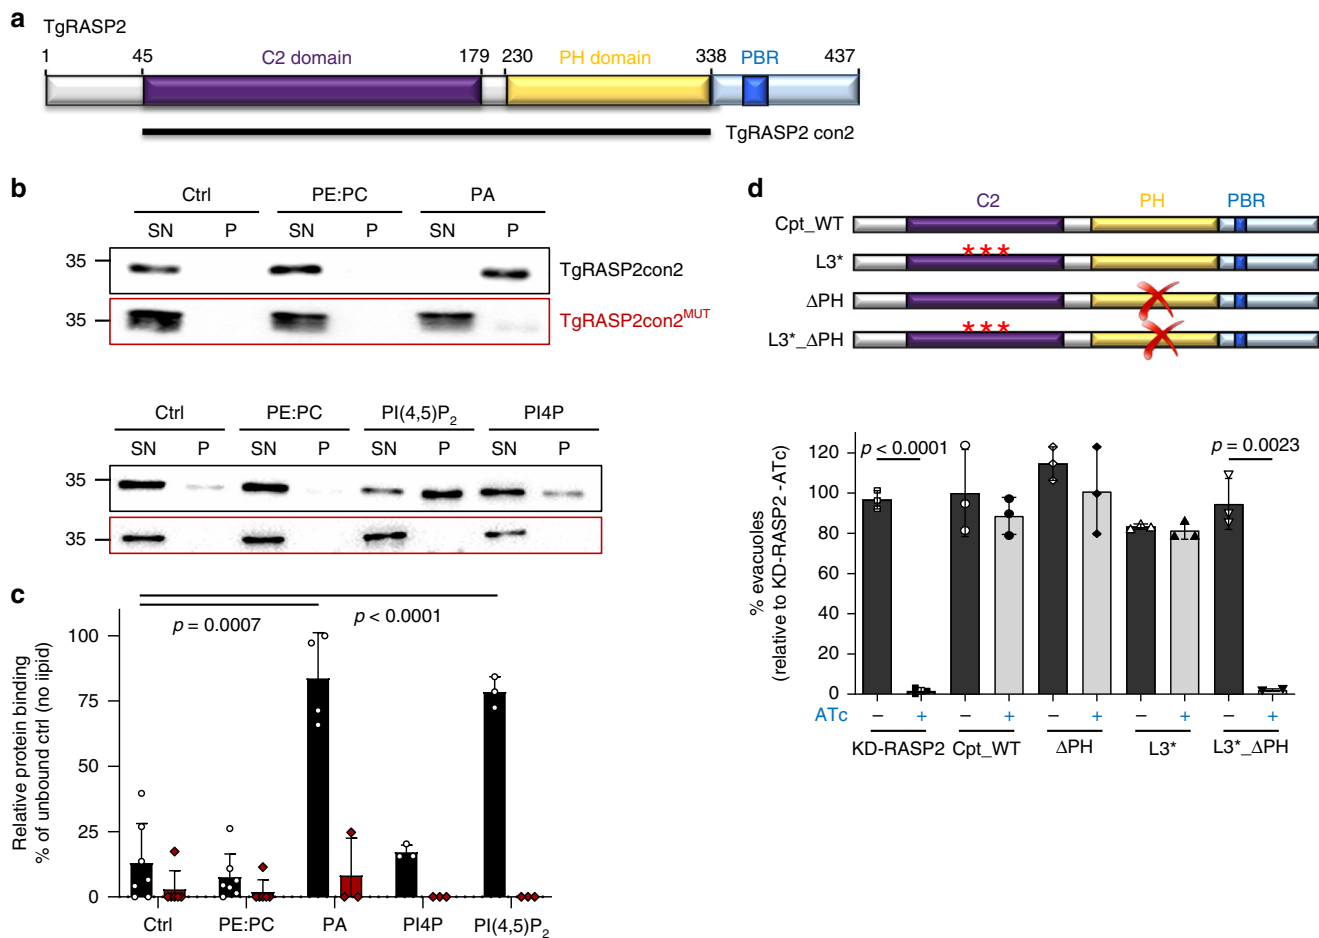 a
TgRASP2
1 45 C2 domain 179 230 PH domain 338 PBR 437
TgRASP2 con2
b
Ctrl PE:PC PA
SN P SN P SN P
35 TgRASP2con2
35 TgRASP2con2MUT
Ctrl PE:PC PI(4,5)P2 PI4P
SN P SN P SN P SN P
35
35
c
p = 0.0007
p < 0.0001
Relative protein binding
% of unbound ctrl (no iipid)
100
75
50
25
0
Ctrl PE:PC PA PI4P PI(4,5)P2
d
C2 PH PBR
Cpt_WT
L3*
***
ΔPH
L3*_ΔPH
***
p < 0.0001
p = 0.0023
% evacuoles
(relative to KD-RASP2 -ATc)
120
100
80
60
40
20
0
ATc − + − + − + − + − +
KD-RASP2 Cpt_WT ΔPH L3* L3*_ΔPH